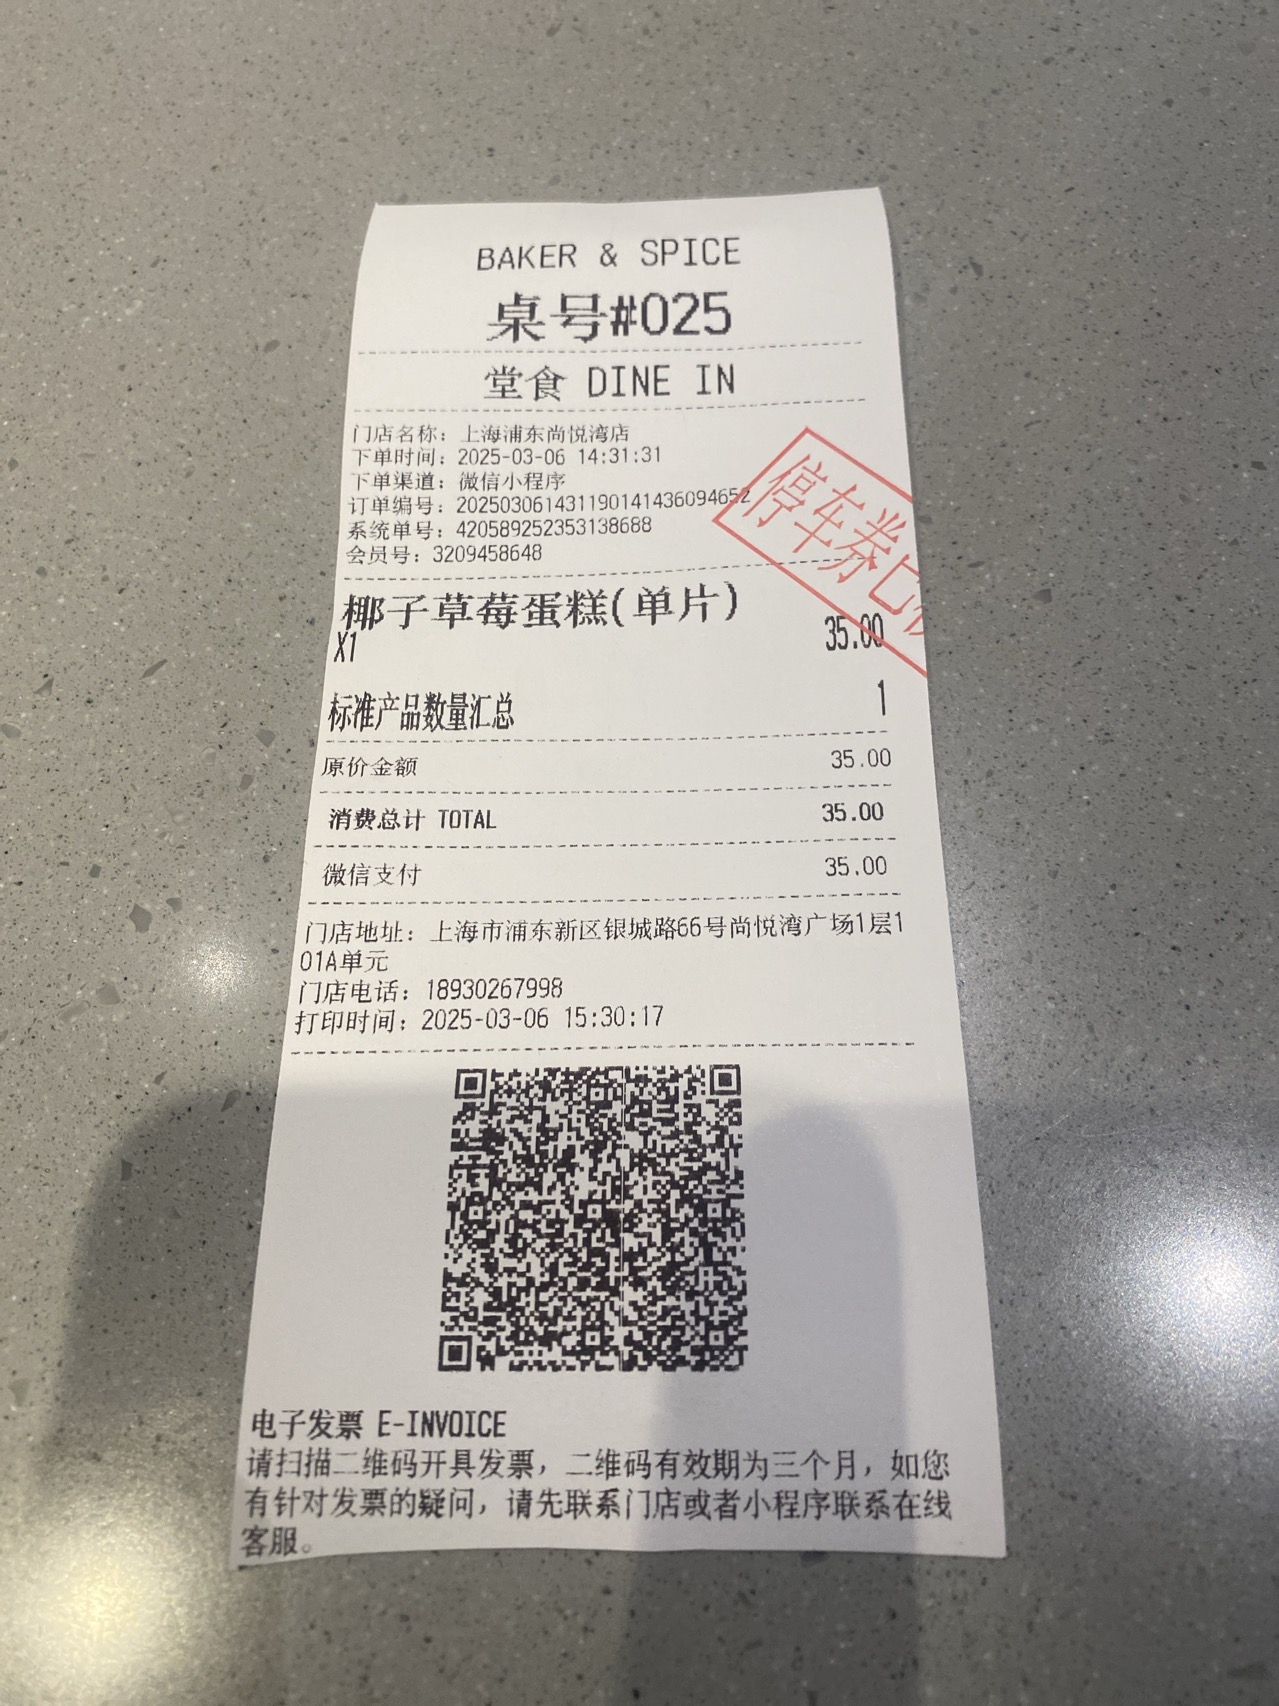 BAKER & SPICE
桌号#025
堂食 DINE IN
门店名称：上海浦东尚悦湾店
下单时间：2025-03-06 14:31:31
下单渠道：微信小程序
订单编号：202503061431190141436094652
系统单号：420589252353138688
会员号：3209458648
停车券已
椰子草莓蛋糕(单片)
X1 35.00
标准产品数量汇总 1
原价金额 35.00
消费总计 TOTAL 35.00
微信支付 35.00
门店地址：上海市浦东新区银城路66号尚悦湾广场1层1
01A单元
门店电话：18930267998
打印时间：2025-03-06 15:30:17
电子发票 E-INVOICE
请扫描二维码开具发票，二维码有效期为三个月，如您
有针对发票的疑问，请先联系门店或者小程序联系在线
客服。